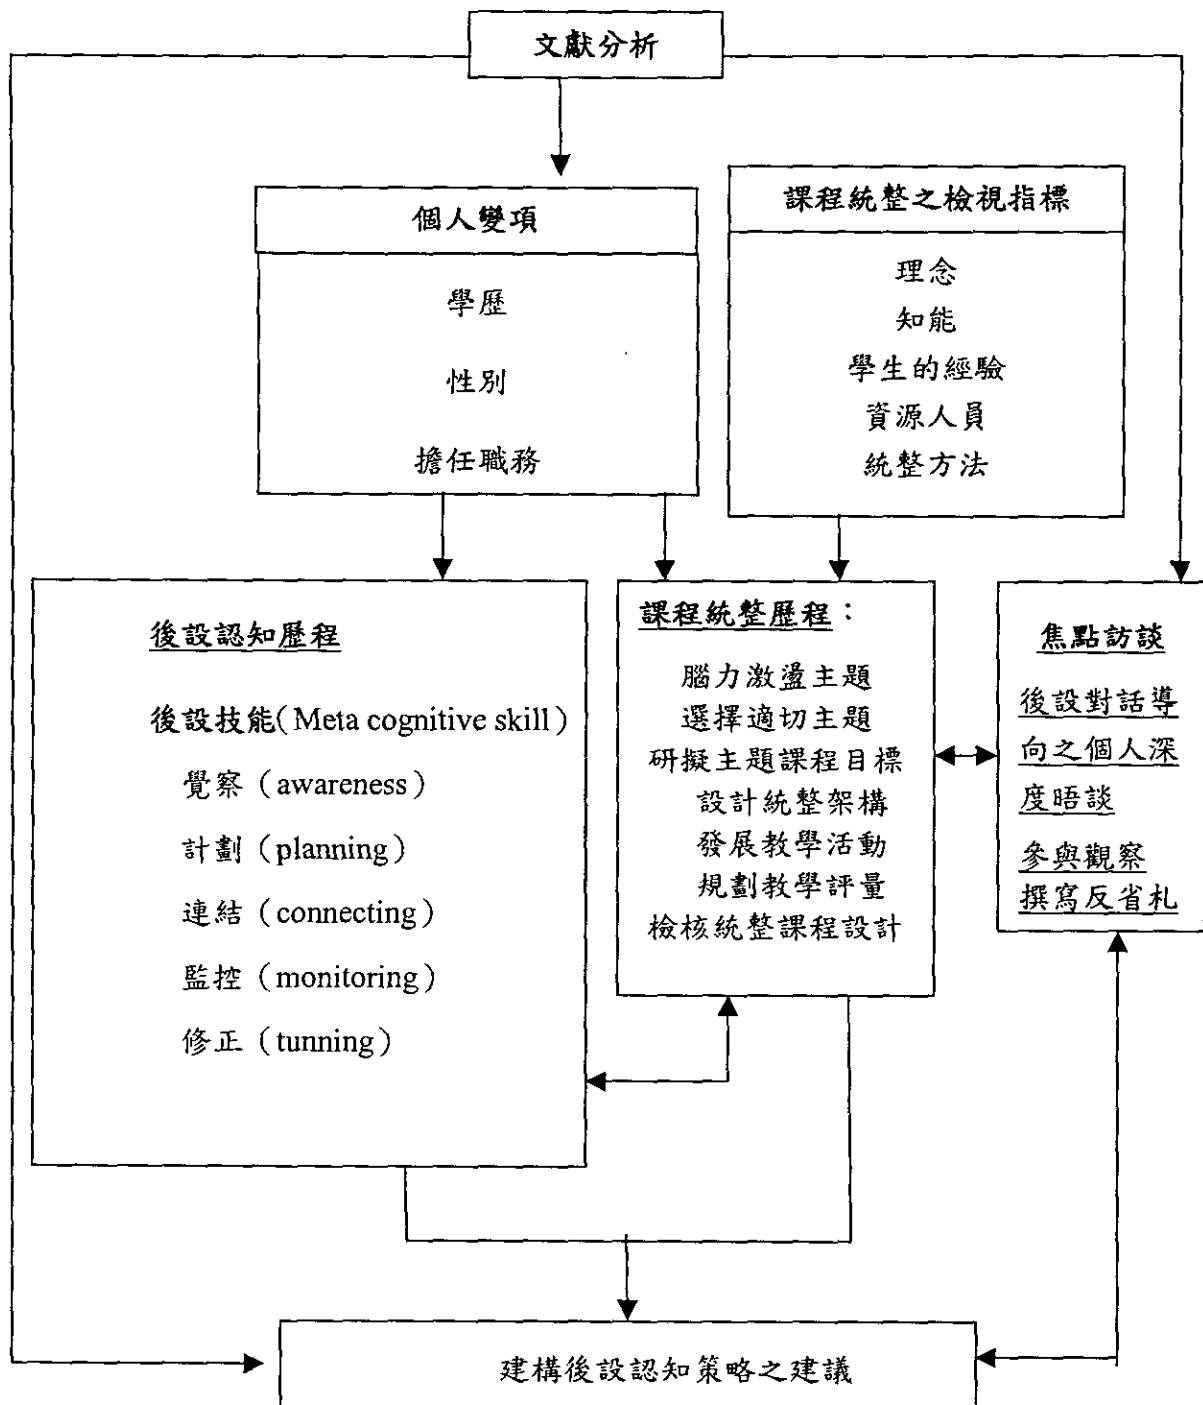 文獻分析
個人變項
學歷
性別
擔任職務
課程統整之檢視指標
理念
知能
學生的經驗
資源人員
統整方法
後設認知歷程
後設技能(Meta cognitive skill)
覺察（awareness）
計劃（planning）
連結（connecting）
監控（monitoring）
修正（tunning）
課程統整歷程：
腦力激盪主題
選擇適切主題
研擬主題課程目標
設計統整架構
發展教學活動
規劃教學評量
檢核統整課程設計
焦點訪談
後設對話導
向之個人深
度晤談
參與觀察
撰寫反省札
建構後設認知策略之建議